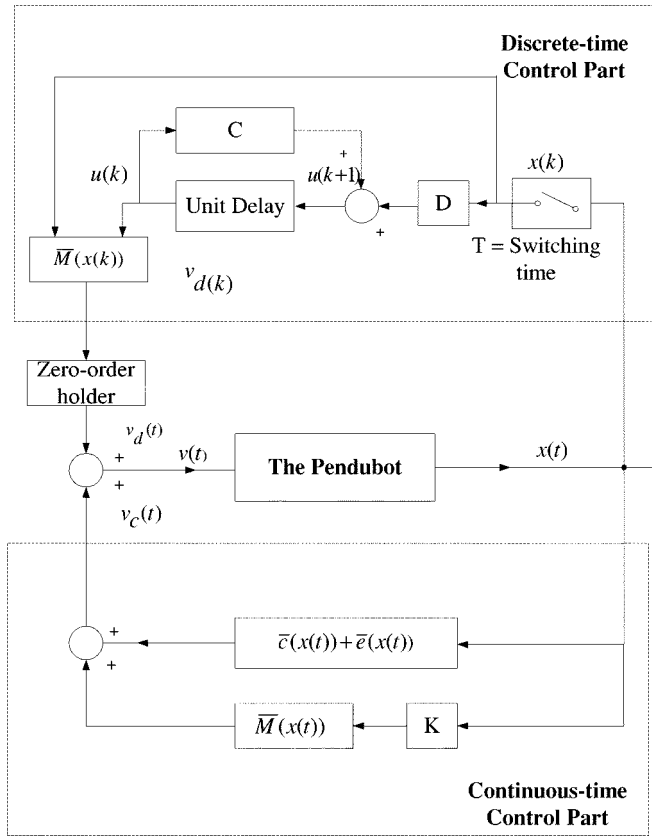 Discrete-time
Control Part
C
x(k)
u(k)
+
u(k+1)
Unit Delay
D
+
T = Switching
time
M̅(x(k))
v_d(k)
Zero-order
holder
v_d(t)
+
v(t)
The Pendubot
x(t)
+
v_c(t)
+
c̅(x(t))+e̅(x(t))
+
M̅(x(t))
K
Continuous-time
Control Part